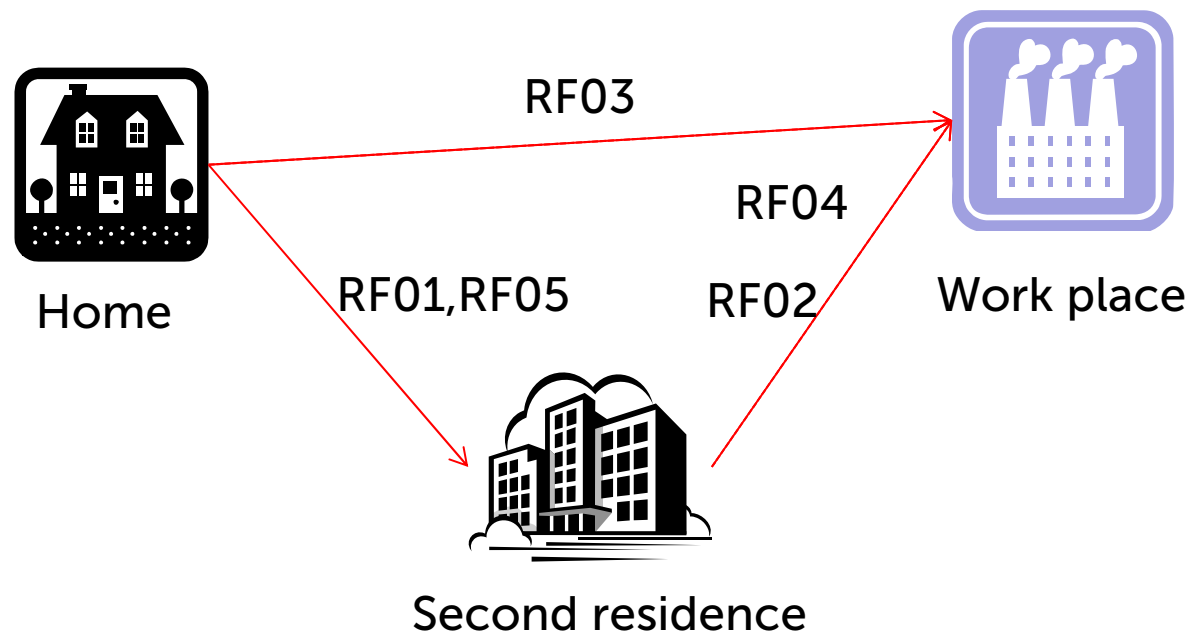 RF03
RF04
RF01,RF05
RF02
Home
Work place
Second residence